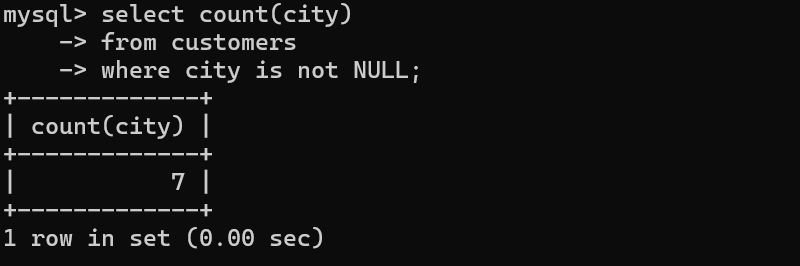 mysql> select count(city)
    -> from customers
    -> where city is not NULL;
+-------------+
| count(city) |
+-------------+
|           7 |
+-------------+
1 row in set (0.00 sec)